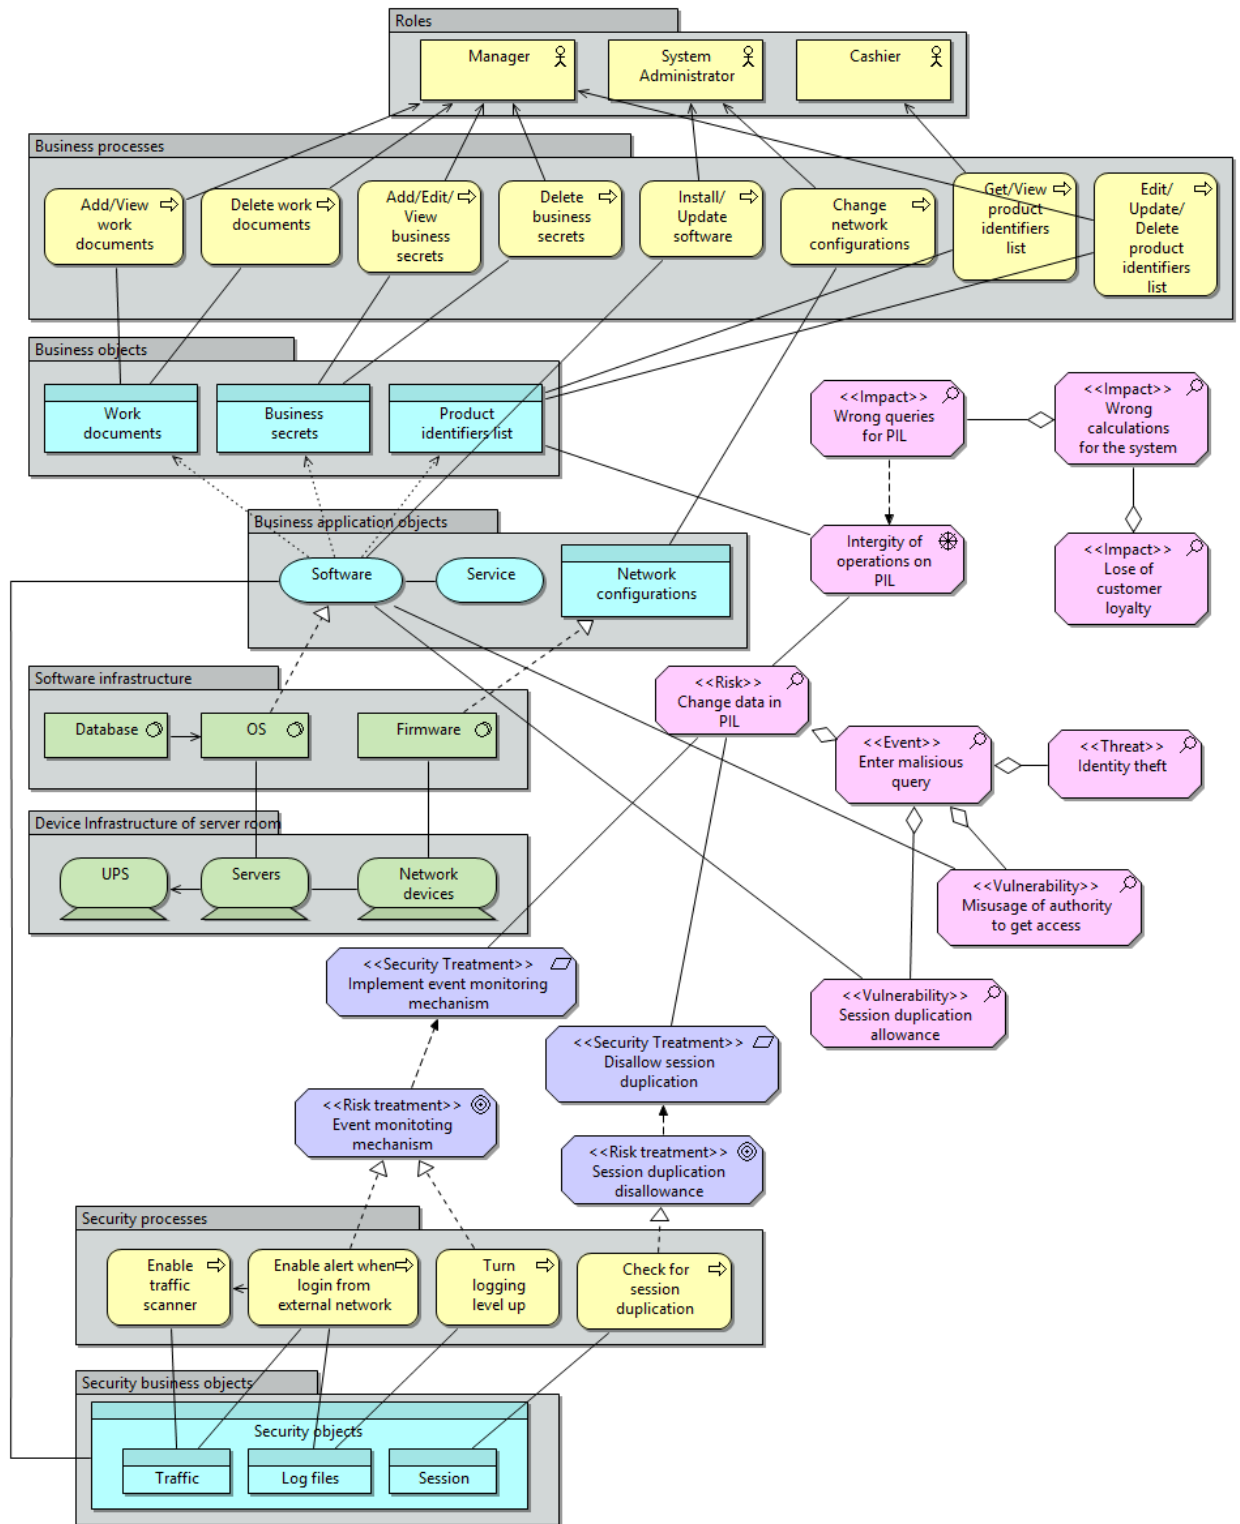 Roles
Manager
System
Administrator
Cashier
Business processes
Add/View
work
documents
Delete work
documents
Add/Edit/
View
business
secrets
Delete
business
secrets
Install/
Update
software
Change
network
configurations
Get/View
product
identifiers
list
Edit/
Update/
Delete
product
identifiers
list
Business objects
Work
documents
Business
secrets
Product
identifiers list
<<Impact>>
Wrong queries
for PIL
<<Impact>>
Wrong
calculations
for the system
Business application objects
Software
Service
Network
configurations
Intergity of
operations on
PIL
<<Impact>>
Lose of
customer
loyalty
Software infrastructure
Database
OS
Firmware
<<Risk>>
Change data in
PIL
<<Event>>
Enter malisious
query
<<Threat>>
Identity theft
Device Infrastructure of server room
UPS
Servers
Network
devices
<<Vulnerability>>
Misusage of authority
to get access
<<Security Treatment>>
Implement event monitoring
mechanism
<<Vulnerability>>
Session duplication
allowance
<<Security Treatment>>
Disallow session
duplication
<<Risk treatment>>
Event monitoting
mechanism
<<Risk treatment>>
Session duplication
disallowance
Security processes
Enable
traffic
scanner
Enable alert when
login from
external network
Turn
logging
level up
Check for
session
duplication
Security business objects
Security objects
Traffic
Log files
Session